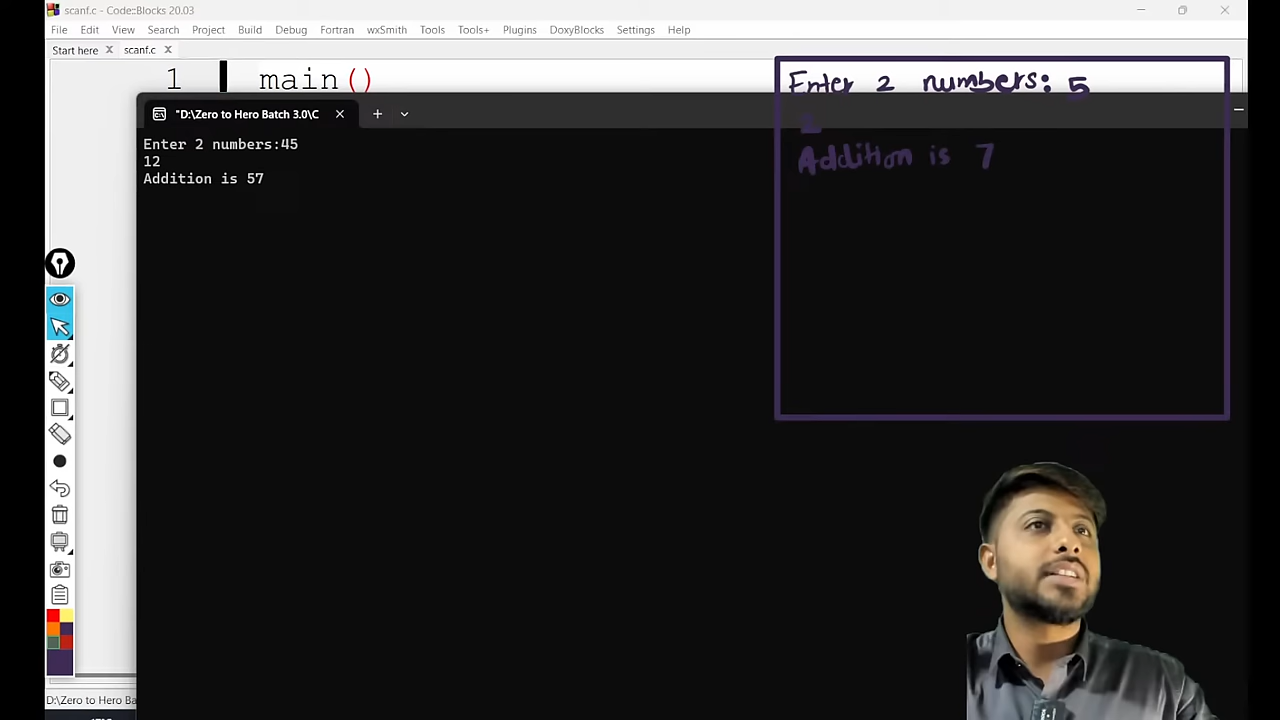 scanf.c - Code::Blocks 20.03
File Edit View Search Project Build Debug Fortran wxSmith Tools Tools+ Plugins DoxyBlocks Settings Help
Start here scanf.c
1 main()
Enter 2 numbers: 5
2
Addition is 7
"D:\Zero to Hero Batch 3.0\C
Enter 2 numbers:45
12
Addition is 57
D:\Zero to Hero Ba